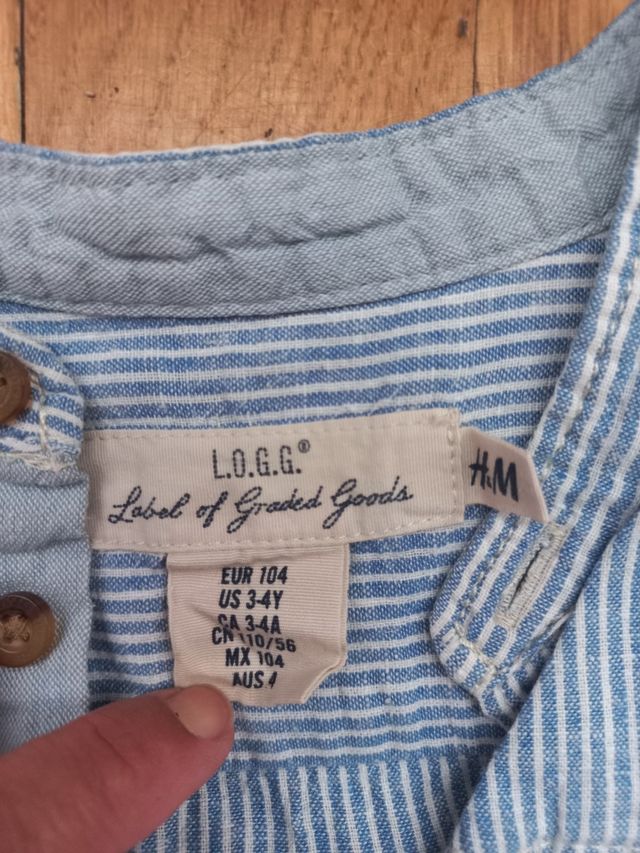 L.O.G.G.®
Label of Graded Goods
H&M
EUR 104
US 3-4Y
CA 3-4A
CN 110/56
MX 104
AUS 4